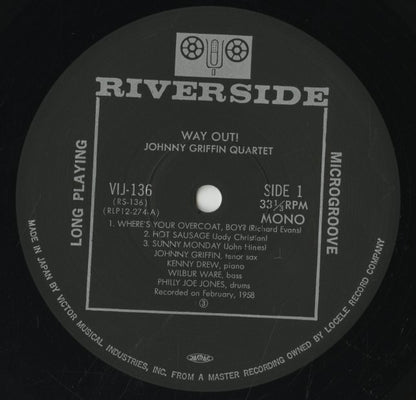 RIVERSIDE
WAY OUT!
JOHNNY GRIFFIN QUARTET
LONG PLAYING
MICROGROOVE
VIJ-136
(RS-136)
(RLP12-274-A)
SIDE 1
33⅓RPM
MONO
1. WHERE'S YOUR OVERCOAT, BOY? (Richard Evans)
2. HOT SAUSAGE (Jody Christian)
3. SUNNY MONDAY (John Hines)
JOHNNY GRIFFIN, tenor sax
KENNY DREW, piano
WILBUR WARE, bass
PHILLY JOE JONES, drums
Recorded on February, 1958
③
MADE IN JAPAN BY VICTOR MUSICAL INDUSTRIES, INC. FROM A MASTER RECORDING OWNED BY LOCELE RECORD COMPANY